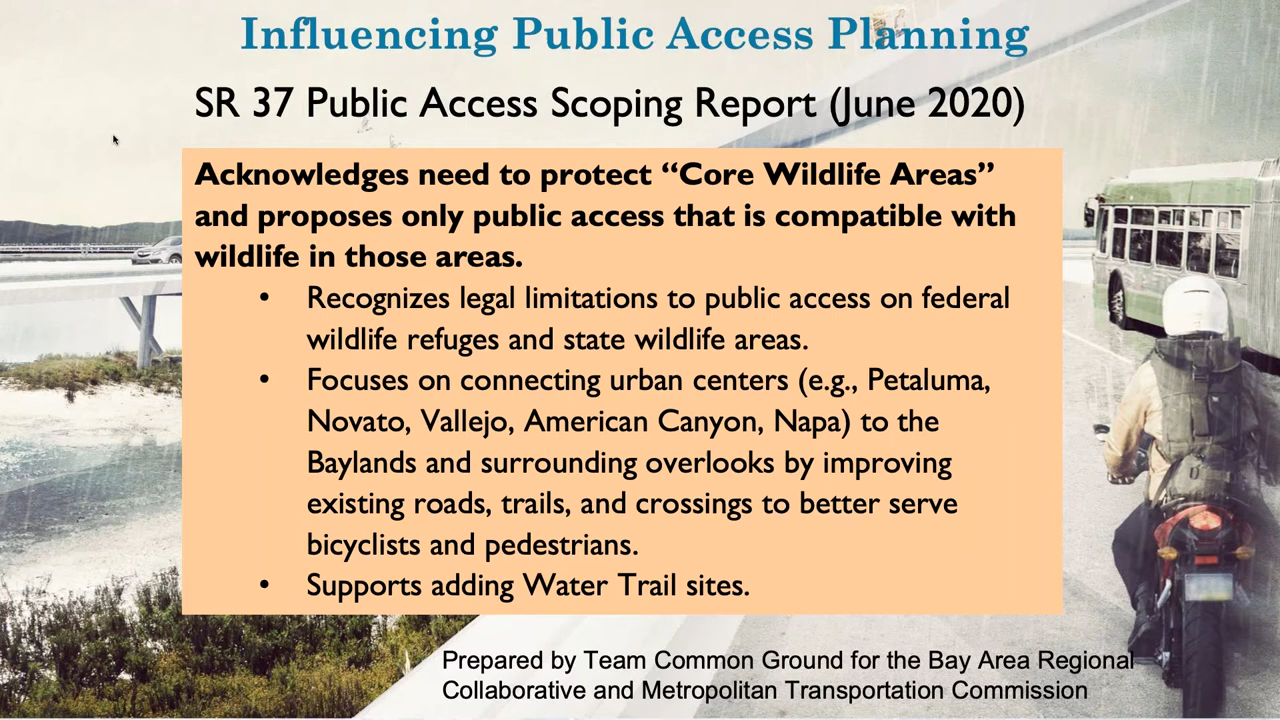 Influencing Public Access Planning
SR 37 Public Access Scoping Report (June 2020)
Acknowledges need to protect “Core Wildlife Areas”
and proposes only public access that is compatible with
wildlife in those areas.
• Recognizes legal limitations to public access on federal
wildlife refuges and state wildlife areas.
• Focuses on connecting urban centers (e.g., Petaluma,
Novato, Vallejo, American Canyon, Napa) to the
Baylands and surrounding overlooks by improving
existing roads, trails, and crossings to better serve
bicyclists and pedestrians.
• Supports adding Water Trail sites.
Prepared by Team Common Ground for the Bay Area Regional
Collaborative and Metropolitan Transportation Commission